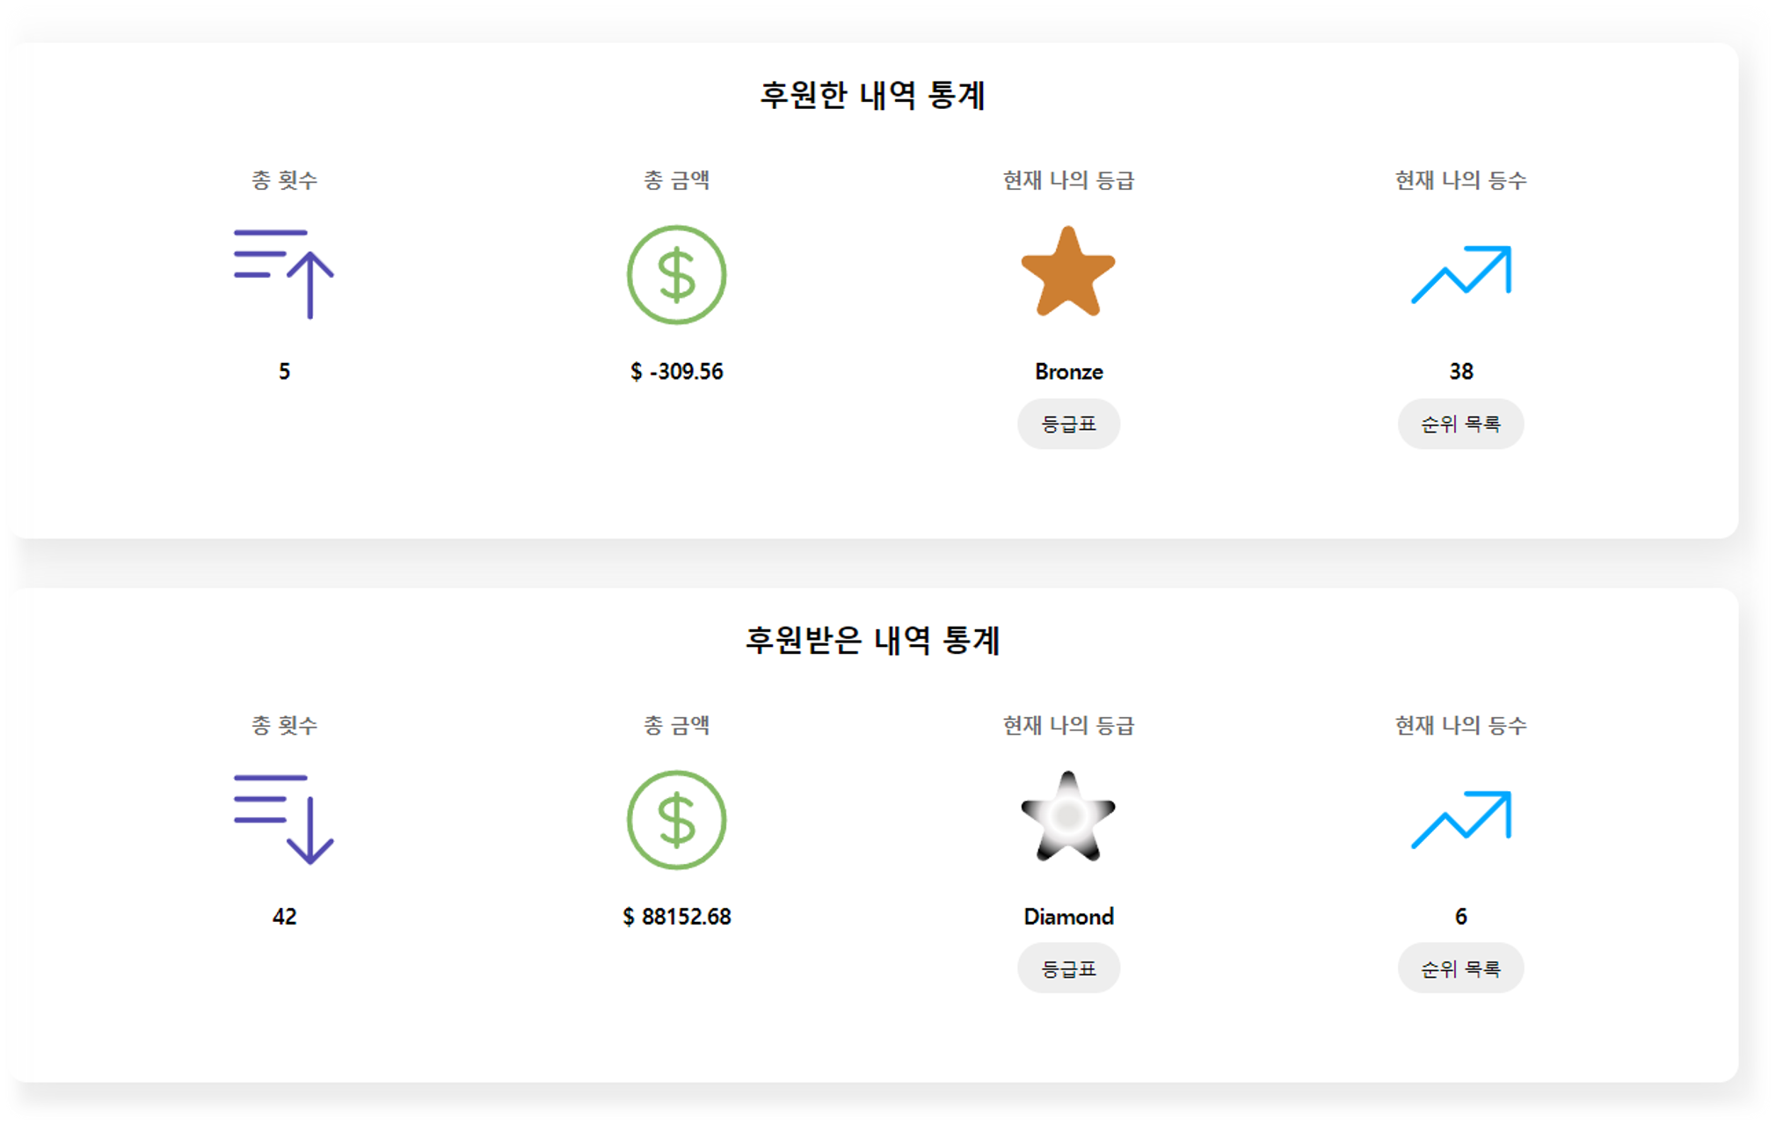 후원한 내역 통계
총 횟수 총 금액 현재 나의 등급 현재 나의 등수
5 $ -309.56 Bronze 38
등급표 순위 목록
후원받은 내역 통계
총 횟수 총 금액 현재 나의 등급 현재 나의 등수
42 $ 88152.68 Diamond 6
등급표 순위 목록